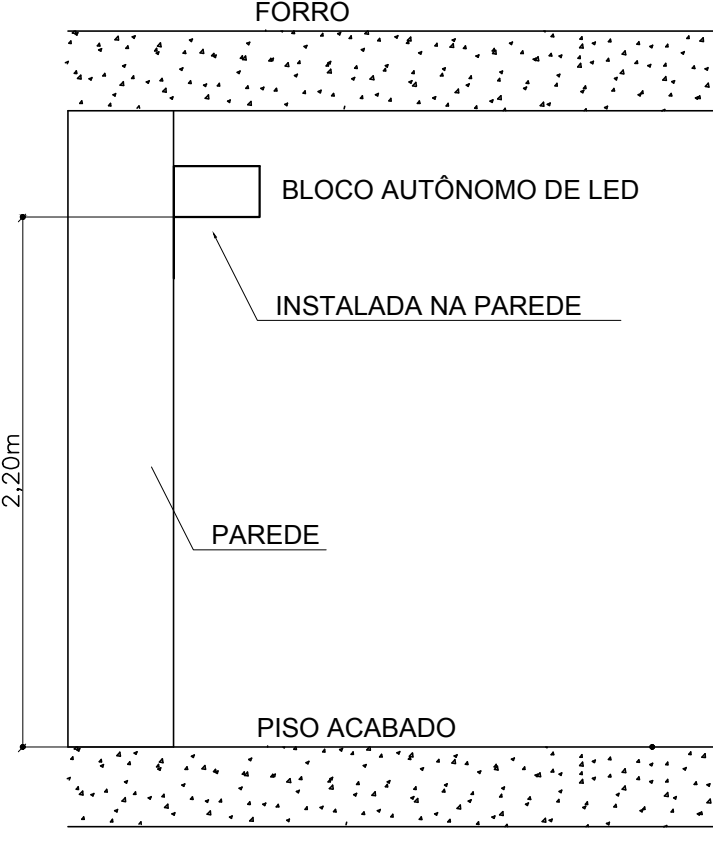 FORRO
BLOCO AUTÔNOMO DE LED
INSTALADA NA PAREDE
2,20m
PAREDE
PISO ACABADO